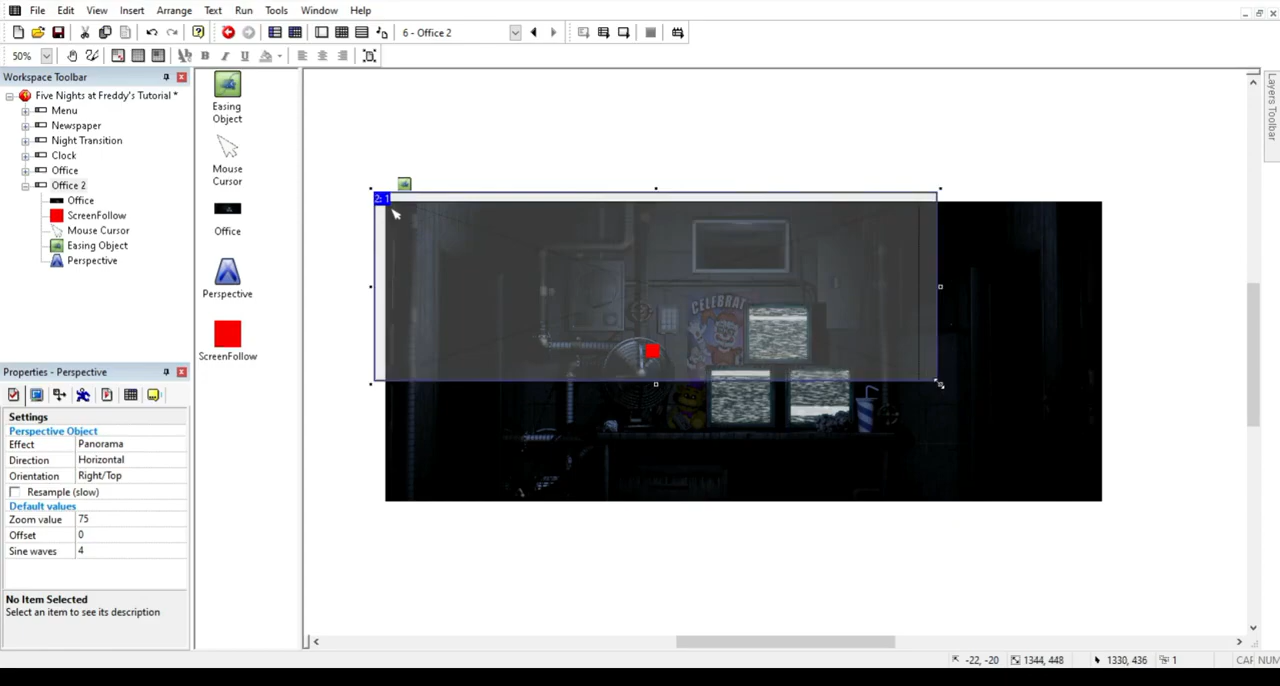 File Edit View Insert Arrange Text Run Tools Window Help
6 - Office 2
50%
B I U
Workspace Toolbar
Five Nights at Freddy's Tutorial *
Menu
Newspaper
Night Transition
Clock
Office
Office 2
Office
ScreenFollow
Mouse Cursor
Easing Object
Perspective
Easing
Object
Mouse
Cursor
Office
Perspective
ScreenFollow
2: 1
CELEBRAT
Layers Toolbar
Properties - Perspective
Settings
Perspective Object
Effect Panorama
Direction Horizontal
Orientation Right/Top
Resample (slow)
Default values
Zoom value 75
Offset 0
Sine waves 4
No Item Selected
Select an item to see its description
-22, -20 1344, 448 1330, 436 1 CAP NUM